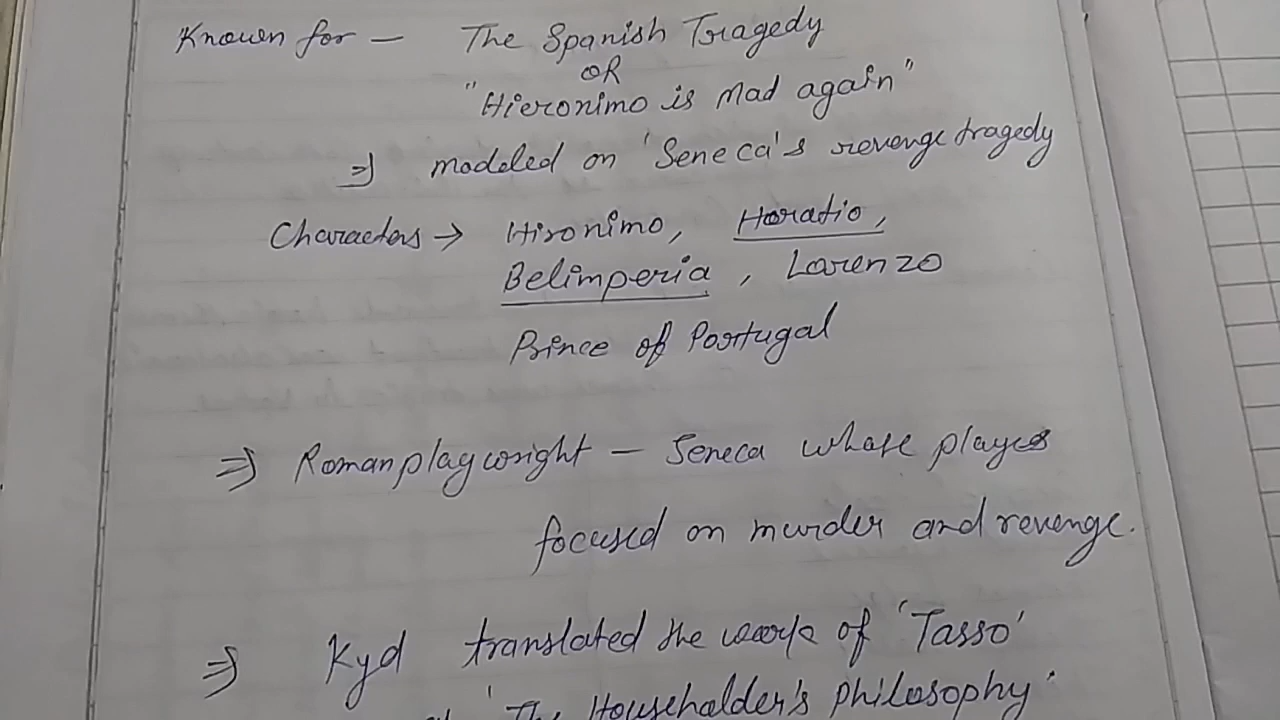 Known for — The Spanish Tragedy
OR
"Hieronimo is Mad again"
⇒ modeled on 'Seneca's revenge tragedy
Characters → Hironimo, Horatio,
Belimperia, Lorenzo
Prince of Portugal
⇒ Roman playwright — Seneca whose playes
focused on murder and revenge.
⇒ Kyd translated the work of 'Tasso'
'The Householder's Philosophy'